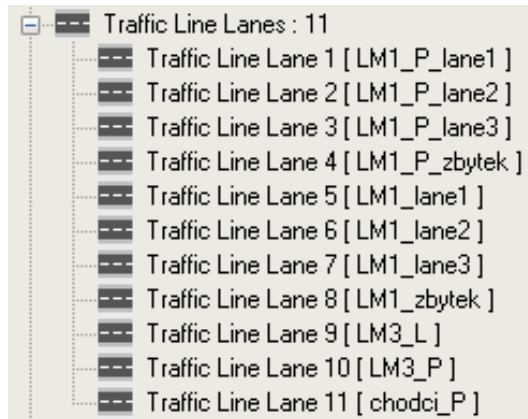 Traffic Line Lanes : 11
Traffic Line Lane 1 [ LM1_P_lane1 ]
Traffic Line Lane 2 [ LM1_P_lane2 ]
Traffic Line Lane 3 [ LM1_P_lane3 ]
Traffic Line Lane 4 [ LM1_P_zbytek ]
Traffic Line Lane 5 [ LM1_lane1 ]
Traffic Line Lane 6 [ LM1_lane2 ]
Traffic Line Lane 7 [ LM1_lane3 ]
Traffic Line Lane 8 [ LM1_zbytek ]
Traffic Line Lane 9 [ LM3_L ]
Traffic Line Lane 10 [ LM3_P ]
Traffic Line Lane 11 [ chodci_P ]